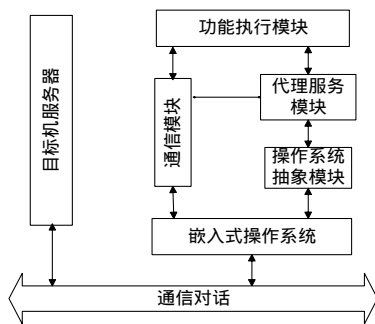 功能执行模块
目标机服务器
通信模块
代理服务
模块
操作系统
抽象模块
嵌入式操作系统
通信对话